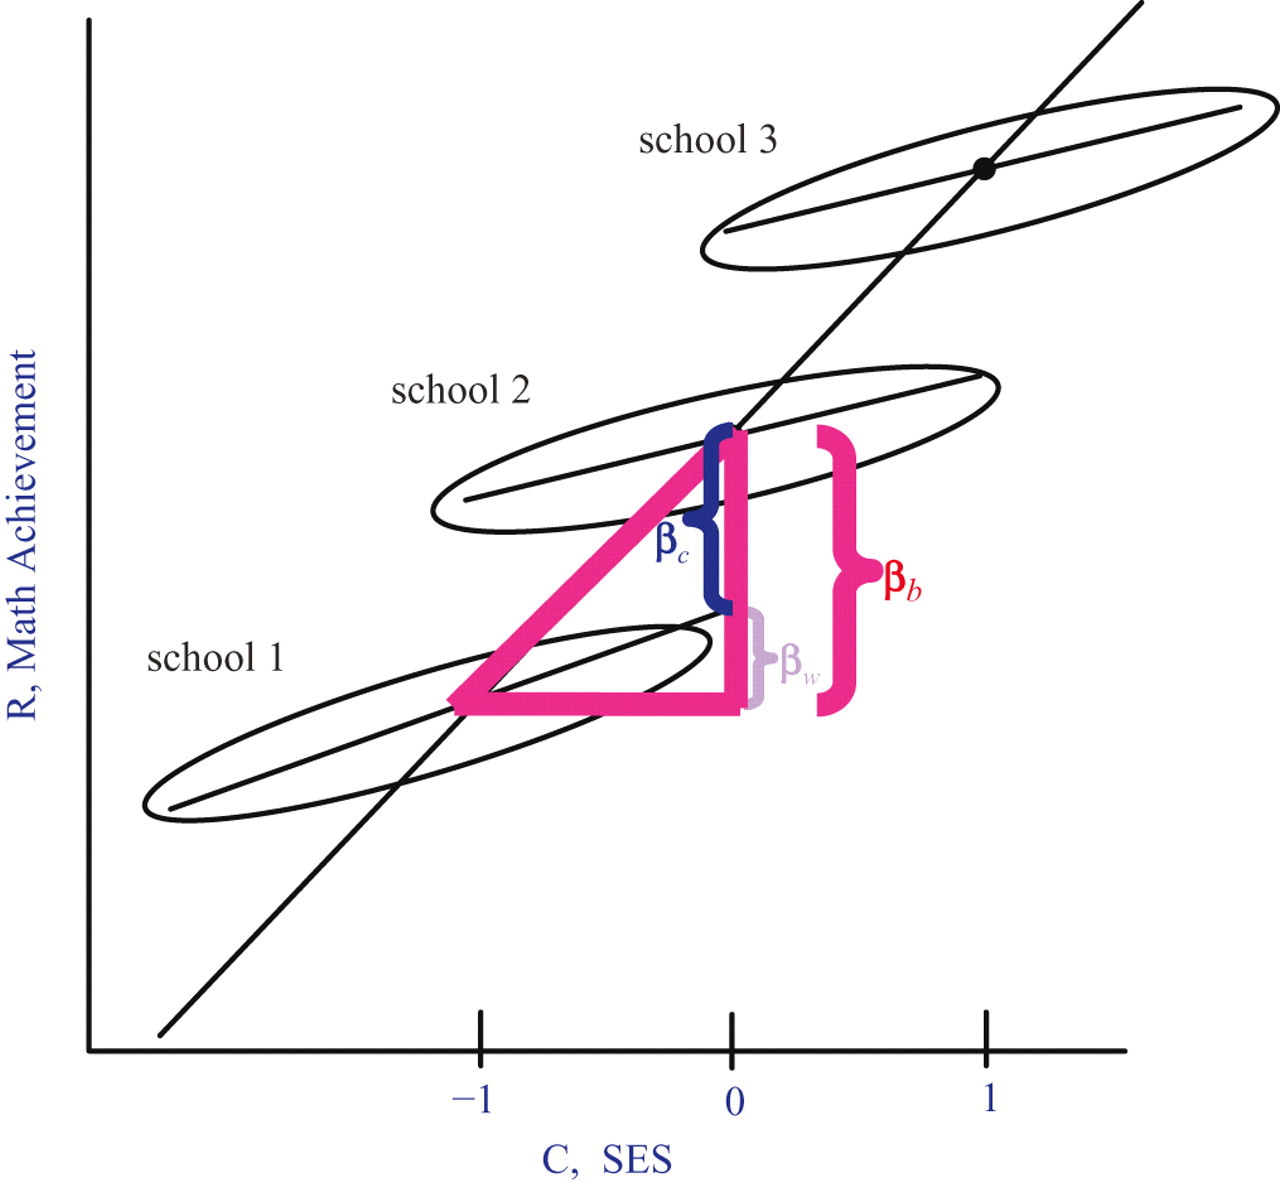 school 3
school 2
βc
βb
school 1
βw
R, Math Achievement
−1
0
1
C, SES